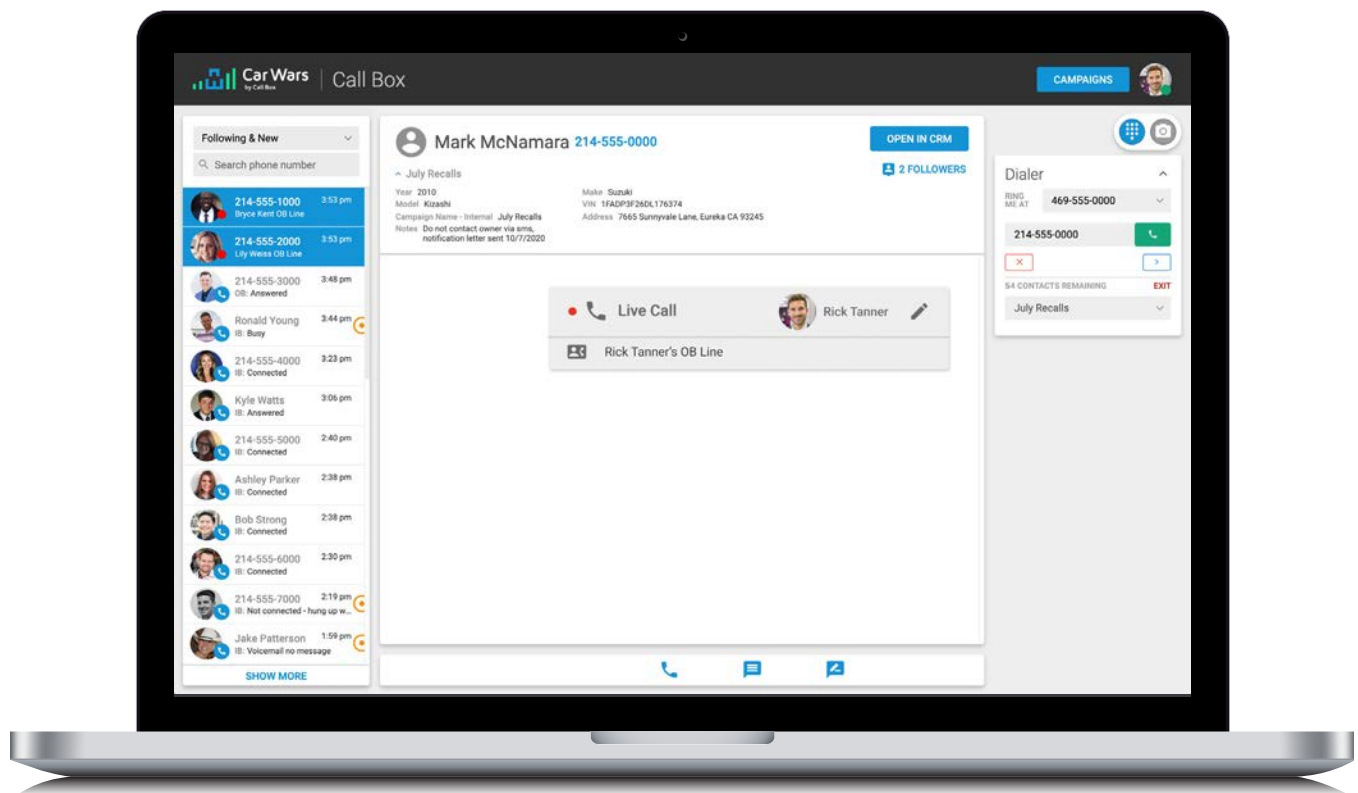 Car Wars
by Call Box
Call Box
CAMPAIGNS
Following & New
Search phone number
214-555-1000 3:53 pm
Bryce Kent OB Line
214-555-2000 3:53 pm
Lily Weiss OB Line
214-555-3000 3:48 pm
OB: Answered
Ronald Young 3:44 pm
IB: Busy
214-555-4000 3:23 pm
IB: Connected
Kyle Watts 3:06 pm
IB: Answered
214-555-5000 2:40 pm
IB: Connected
Ashley Parker 2:38 pm
IB: Connected
Bob Strong 2:38 pm
IB: Connected
214-555-6000 2:30 pm
IB: Connected
214-555-7000 2:19 pm
IB: Not connected - hung up w...
Jake Patterson 1:59 pm
IB: Voicemail no message
SHOW MORE
Mark McNamara 214-555-0000
OPEN IN CRM
July Recalls
2 FOLLOWERS
Year 2010
Model Kizashi
Campaign Name - Internal July Recalls
Notes Do not contact owner via sms,
notification letter sent 10/7/2020
Make Suzuki
VIN 1FADP3F26DL176374
Address 7665 Sunnyvale Lane, Eureka CA 93245
Live Call
Rick Tanner
Rick Tanner's OB Line
Dialer
RING
ME AT
469-555-0000
214-555-0000
54 CONTACTS REMAINING EXIT
July Recalls